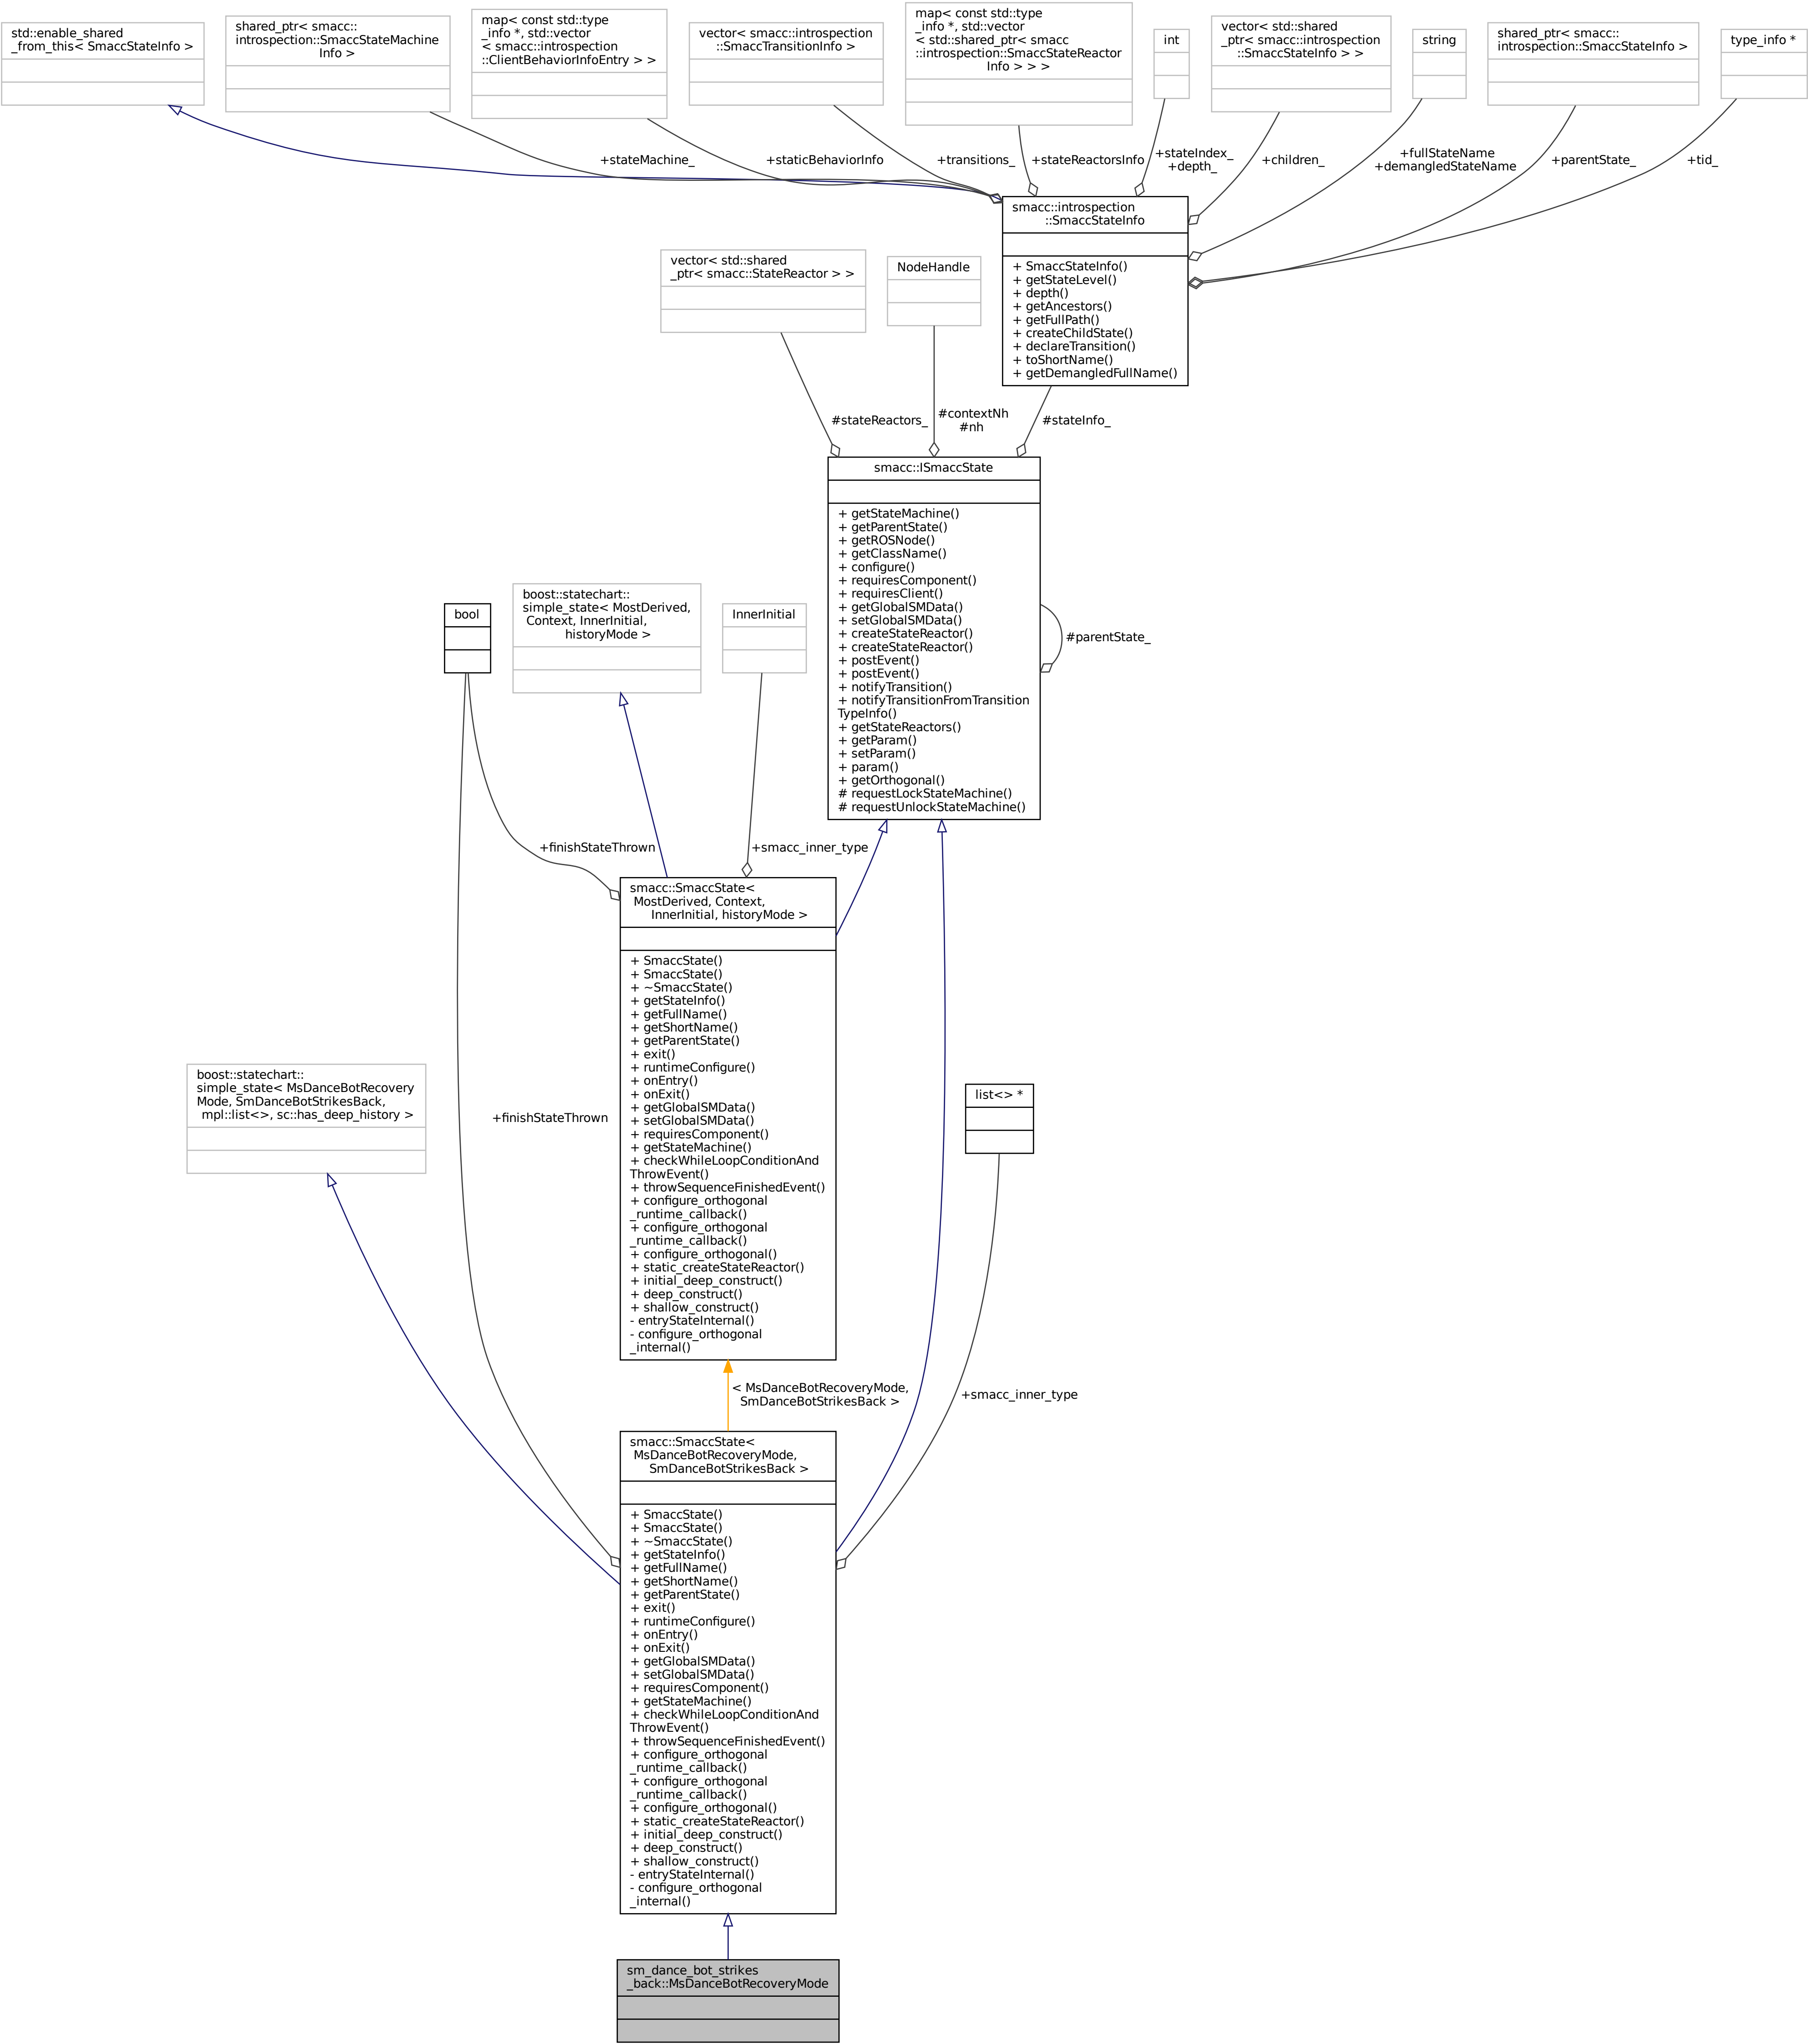 std::enable_shared
_from_this< SmaccStateInfo >
shared_ptr< smacc::
introspection::SmaccStateMachine
Info >
map< const std::type
_info *, std::vector
< smacc::introspection
::ClientBehaviorInfoEntry > >
vector< smacc::introspection
::SmaccTransitionInfo >
map< const std::type
_info *, std::vector
< std::shared_ptr< smacc
::introspection::SmaccStateReactor
Info > > >
int
vector< std::shared
_ptr< smacc::introspection
::SmaccStateInfo > >
string
shared_ptr< smacc::
introspection::SmaccStateInfo >
type_info *
+stateMachine_
+staticBehaviorInfo
+transitions_
+stateReactorsInfo
+stateIndex_
+depth_
+children_
+fullStateName
+demangledStateName
+parentState_
+tid_
smacc::introspection
::SmaccStateInfo
+ SmaccStateInfo()
+ getStateLevel()
+ depth()
+ getAncestors()
+ getFullPath()
+ createChildState()
+ declareTransition()
+ toShortName()
+ getDemangledFullName()
vector< std::shared
_ptr< smacc::StateReactor > >
NodeHandle
#stateReactors_
#contextNh
#nh
#stateInfo_
smacc::ISmaccState
+ getStateMachine()
+ getParentState()
+ getROSNode()
+ getClassName()
+ configure()
+ requiresComponent()
+ requiresClient()
+ getGlobalSMData()
+ setGlobalSMData()
+ createStateReactor()
+ createStateReactor()
+ postEvent()
+ postEvent()
+ notifyTransition()
+ notifyTransitionFromTransition
TypeInfo()
+ getStateReactors()
+ getParam()
+ setParam()
+ param()
+ getOrthogonal()
# requestLockStateMachine()
# requestUnlockStateMachine()
#parentState_
bool
boost::statechart::
simple_state< MostDerived,
Context, InnerInitial,
historyMode >
InnerInitial
+finishStateThrown
+smacc_inner_type
smacc::SmaccState<
MostDerived, Context,
InnerInitial, historyMode >
+ SmaccState()
+ SmaccState()
+ ~SmaccState()
+ getStateInfo()
+ getFullName()
+ getShortName()
+ getParentState()
+ exit()
+ runtimeConfigure()
+ onEntry()
+ onExit()
+ getGlobalSMData()
+ setGlobalSMData()
+ requiresComponent()
+ getStateMachine()
+ checkWhileLoopConditionAnd
ThrowEvent()
+ throwSequenceFinishedEvent()
+ configure_orthogonal
_runtime_callback()
+ configure_orthogonal
_runtime_callback()
+ configure_orthogonal()
+ static_createStateReactor()
+ initial_deep_construct()
+ deep_construct()
+ shallow_construct()
- entryStateInternal()
- configure_orthogonal
_internal()
boost::statechart::
simple_state< MsDanceBotRecovery
Mode, SmDanceBotStrikesBack,
mpl::list<>, sc::has_deep_history >
+finishStateThrown
list<> *
< MsDanceBotRecoveryMode,
SmDanceBotStrikesBack >
+smacc_inner_type
smacc::SmaccState<
MsDanceBotRecoveryMode,
SmDanceBotStrikesBack >
+ SmaccState()
+ SmaccState()
+ ~SmaccState()
+ getStateInfo()
+ getFullName()
+ getShortName()
+ getParentState()
+ exit()
+ runtimeConfigure()
+ onEntry()
+ onExit()
+ getGlobalSMData()
+ setGlobalSMData()
+ requiresComponent()
+ getStateMachine()
+ checkWhileLoopConditionAnd
ThrowEvent()
+ throwSequenceFinishedEvent()
+ configure_orthogonal
_runtime_callback()
+ configure_orthogonal
_runtime_callback()
+ configure_orthogonal()
+ static_createStateReactor()
+ initial_deep_construct()
+ deep_construct()
+ shallow_construct()
- entryStateInternal()
- configure_orthogonal
_internal()
sm_dance_bot_strikes
_back::MsDanceBotRecoveryMode